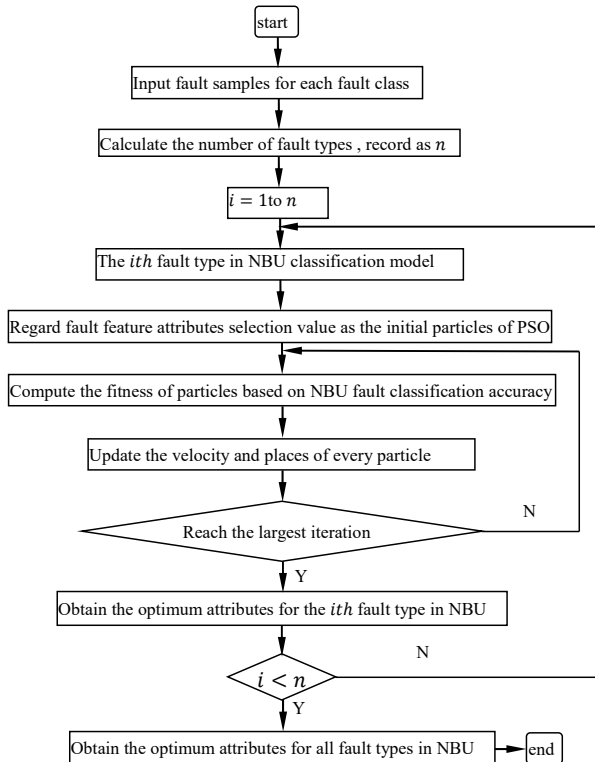 start
Input fault samples for each fault class
Calculate the number of fault types , record as n
i = 1to n
The ith fault type in NBU classification model
Regard fault feature attributes selection value as the initial particles of PSO
Compute the fitness of particles based on NBU fault classification accuracy
Update the velocity and places of every particle
Reach the largest iteration
N
Y
Obtain the optimum attributes for the ith fault type in NBU
i < n
N
Y
Obtain the optimum attributes for all fault types in NBU
end